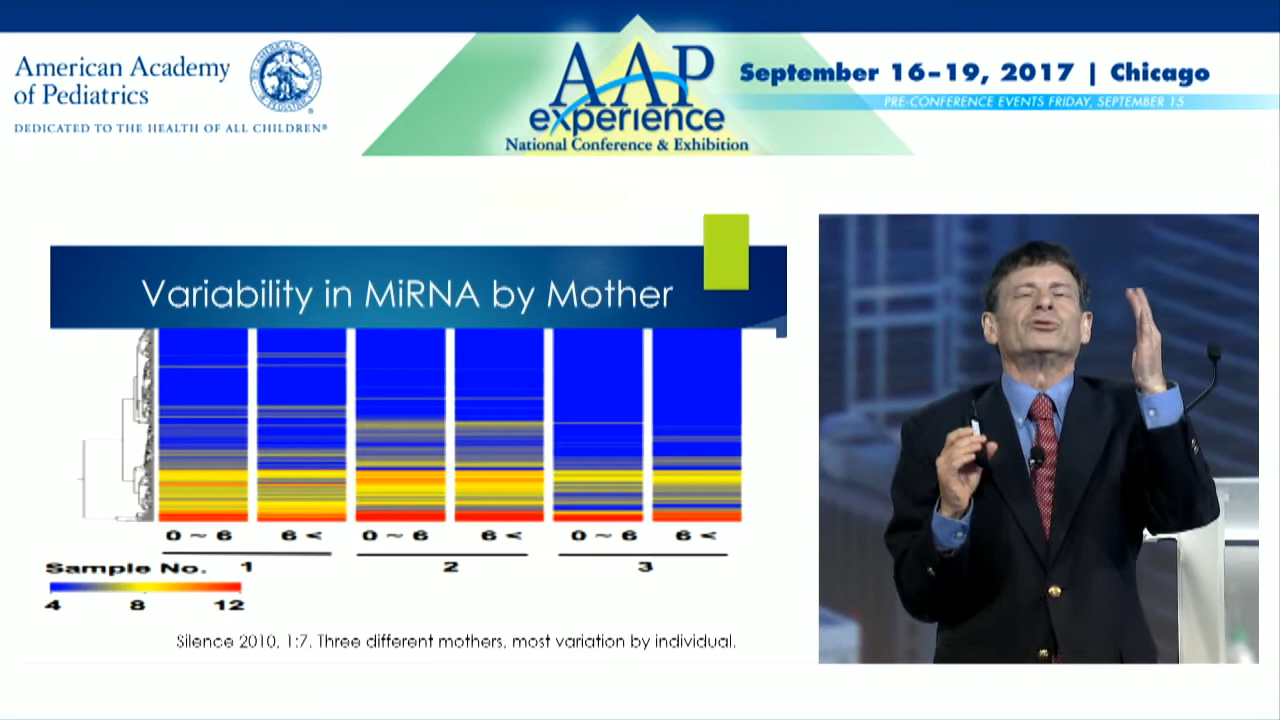 American Academy
of Pediatrics
DEDICATED TO THE HEALTH OF ALL CHILDREN®
AAP
experience
National Conference & Exhibition
September 16–19, 2017 | Chicago
PRE-CONFERENCE EVENTS FRIDAY, SEPTEMBER 15
Variability in MiRNA by Mother
0 ~ 6 6 < 0 ~ 6 6 < 0 ~ 6 6 <
Sample No. 1 2 3
4 8 12
Silence 2010, 1:7. Three different mothers, most variation by individual.